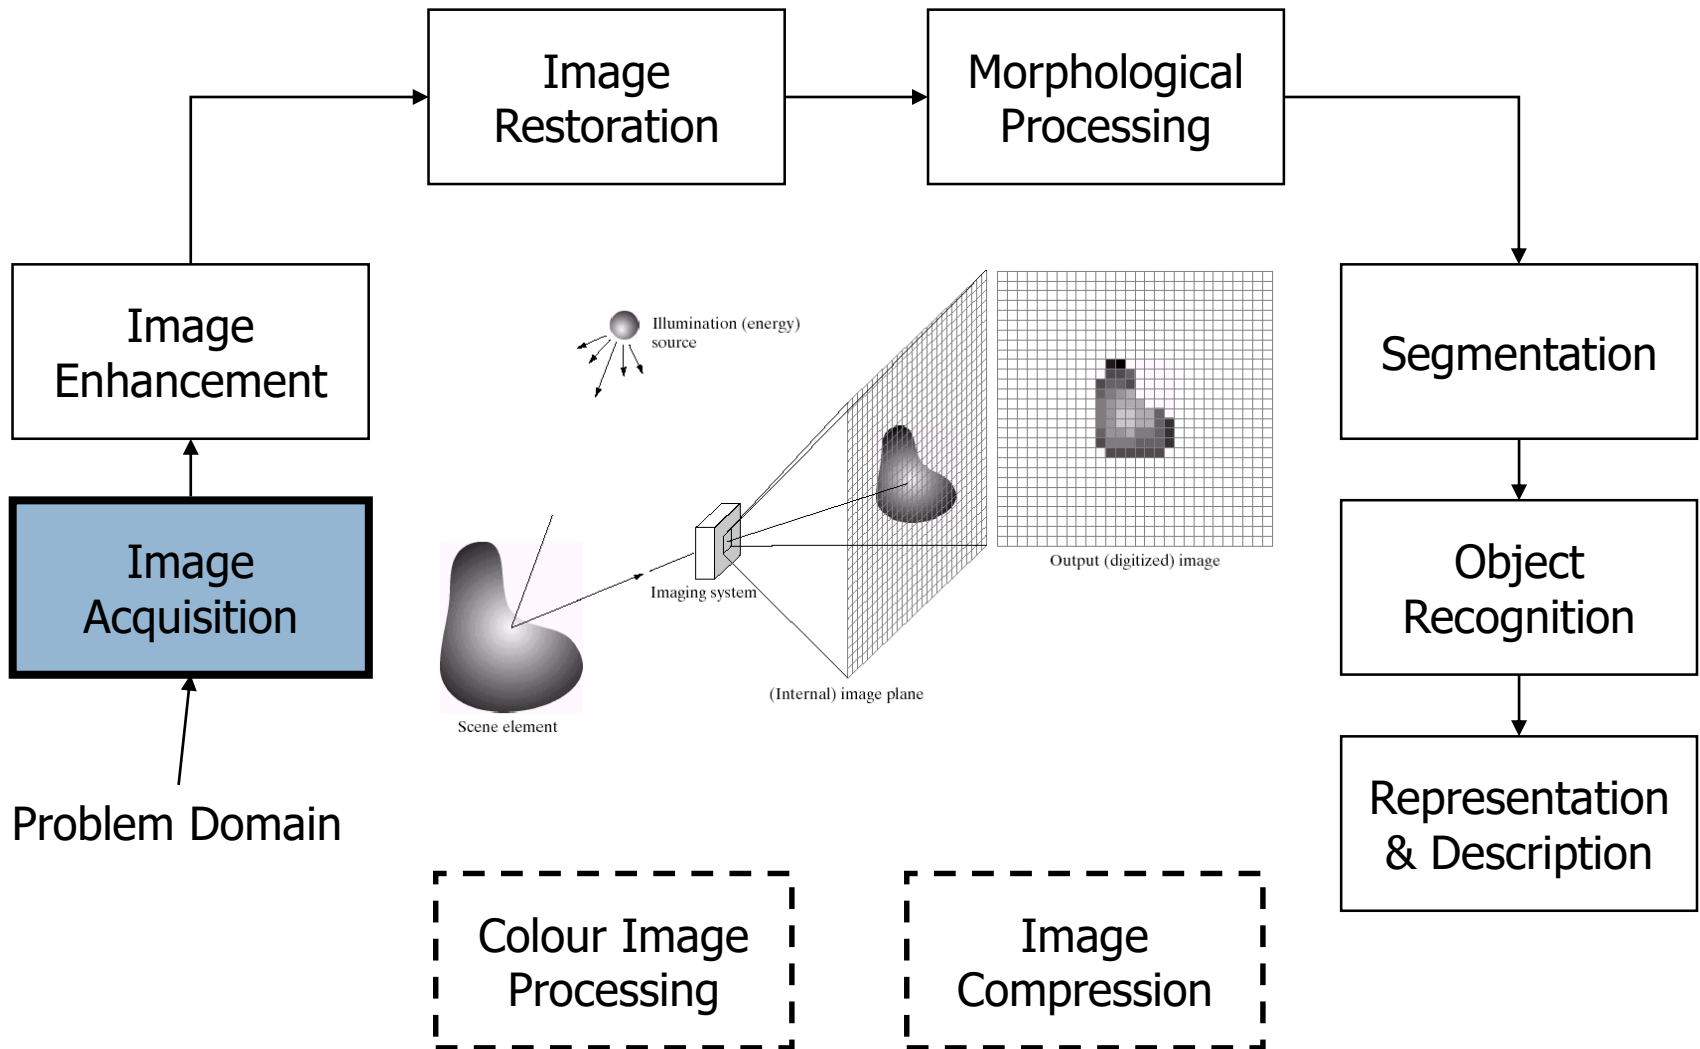 Image
Restoration
Morphological
Processing
Image
Enhancement
Illumination (energy)
source
Segmentation
Image
Acquisition
Imaging system
Output (digitized) image
Object
Recognition
(Internal) image plane
Scene element
Problem Domain
Representation
& Description
Colour Image
Processing
Image
Compression